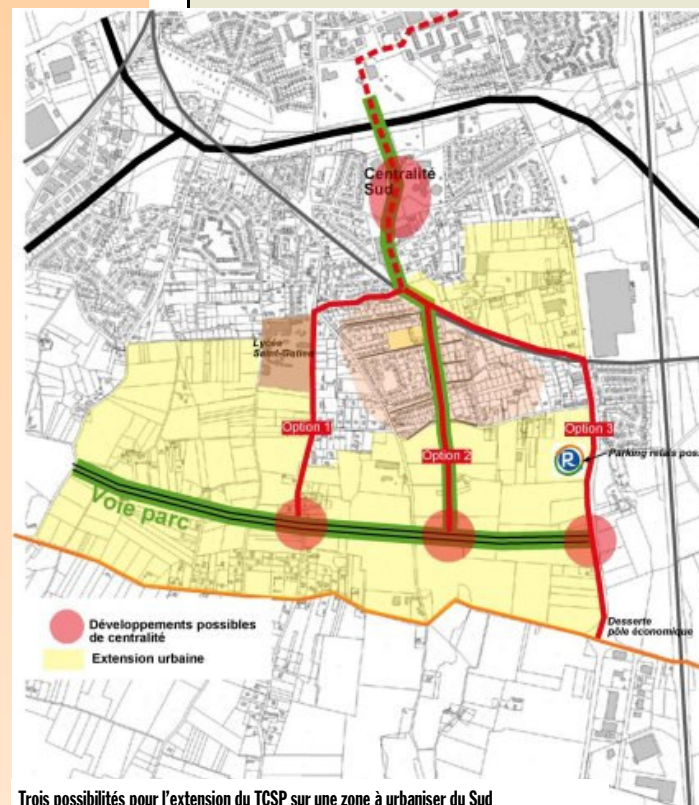 Centralité
Sud
Lycée
Saint-Gatien
Option 1
Option 2
Option 3
P
Parking relais pos
Voie parc
Développements possibles
de centralité
Extension urbaine
Desserte
pôle économique
Trois possibilités pour l'extension du TCSP sur une zone à urbaniser du Sud